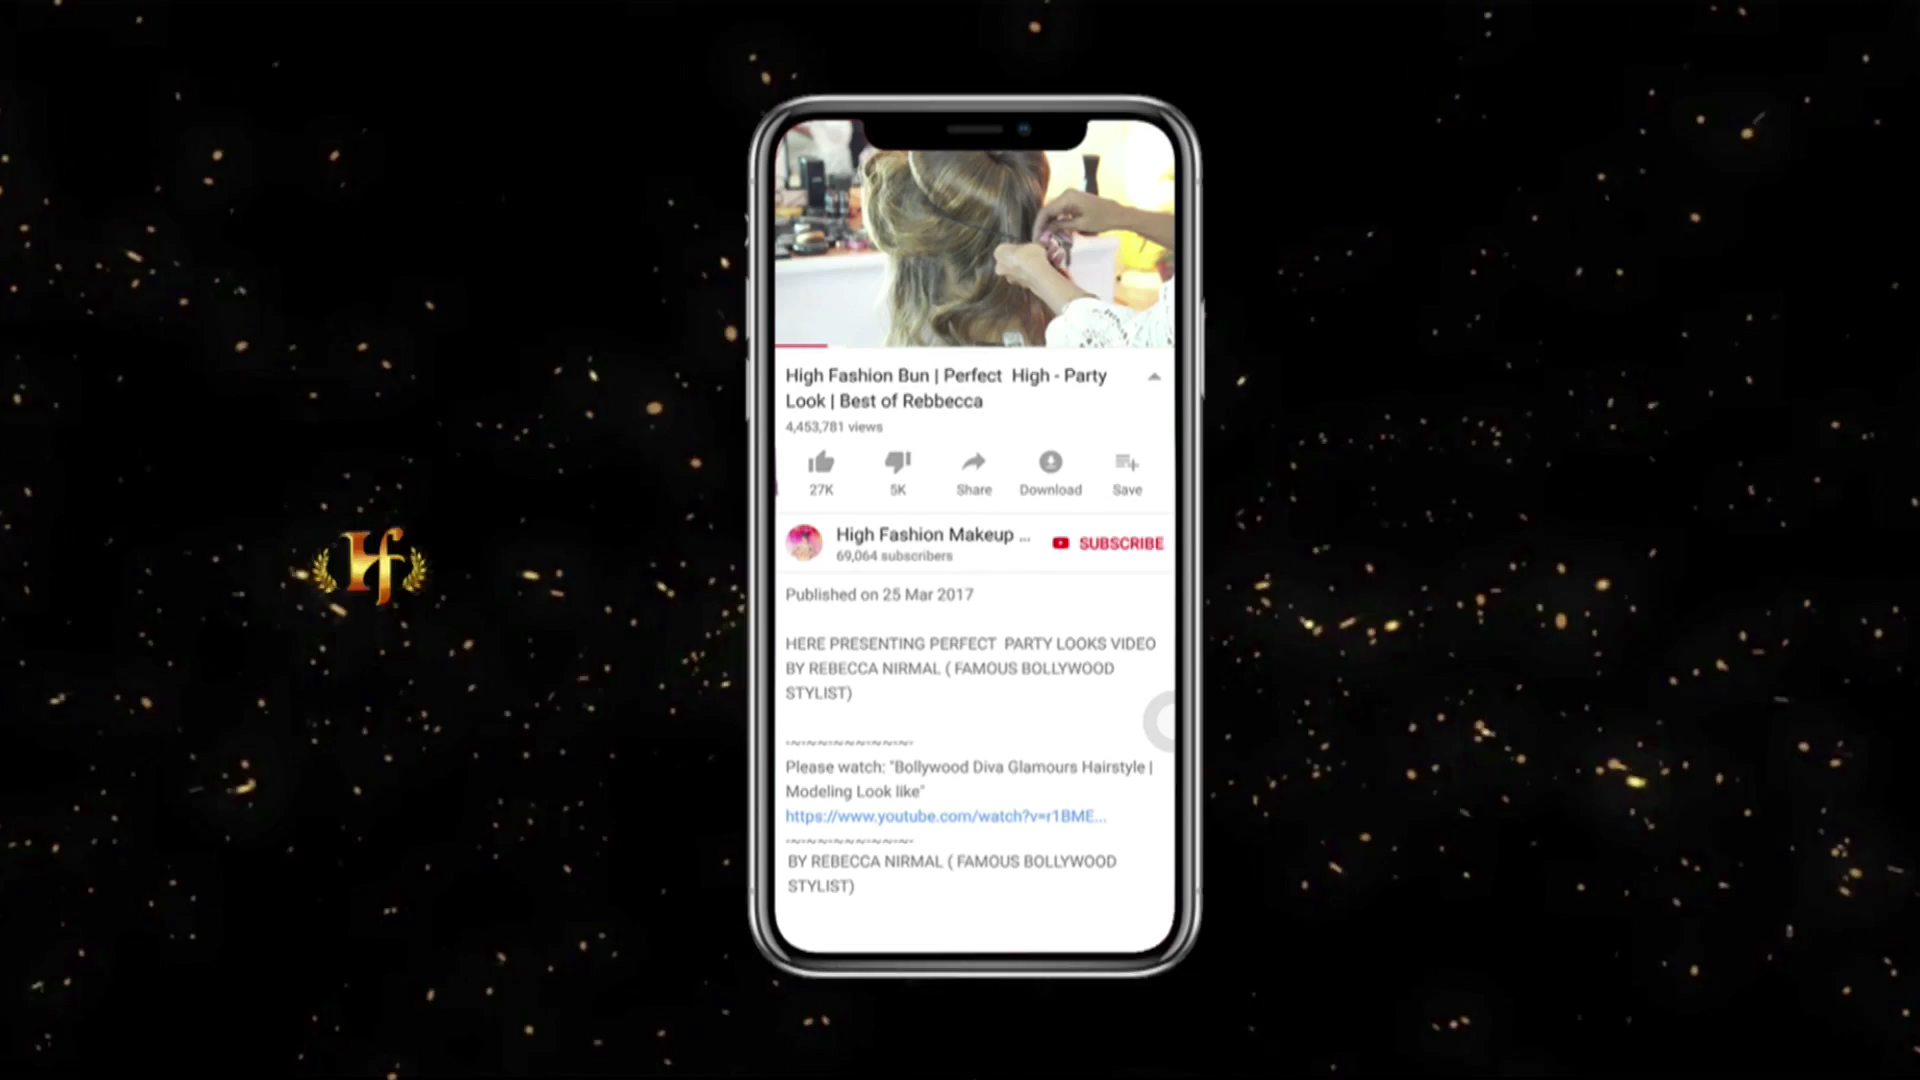 High Fashion Bun | Perfect  High - Party
Look | Best of Rebbecca
4,453,781 views
27K
5K
Share
Download
Save
High Fashion Makeup ...
69,064 subscribers
SUBSCRIBE
Hf
Published on 25 Mar 2017
HERE PRESENTING PERFECT  PARTY LOOKS VIDEO
BY REBECCA NIRMAL ( FAMOUS BOLLYWOOD
STYLIST)
Please watch: "Bollywood Diva Glamours Hairstyle |
Modeling Look like"
https://www.youtube.com/watch?v=r1BME...
BY REBECCA NIRMAL ( FAMOUS BOLLYWOOD
STYLIST)